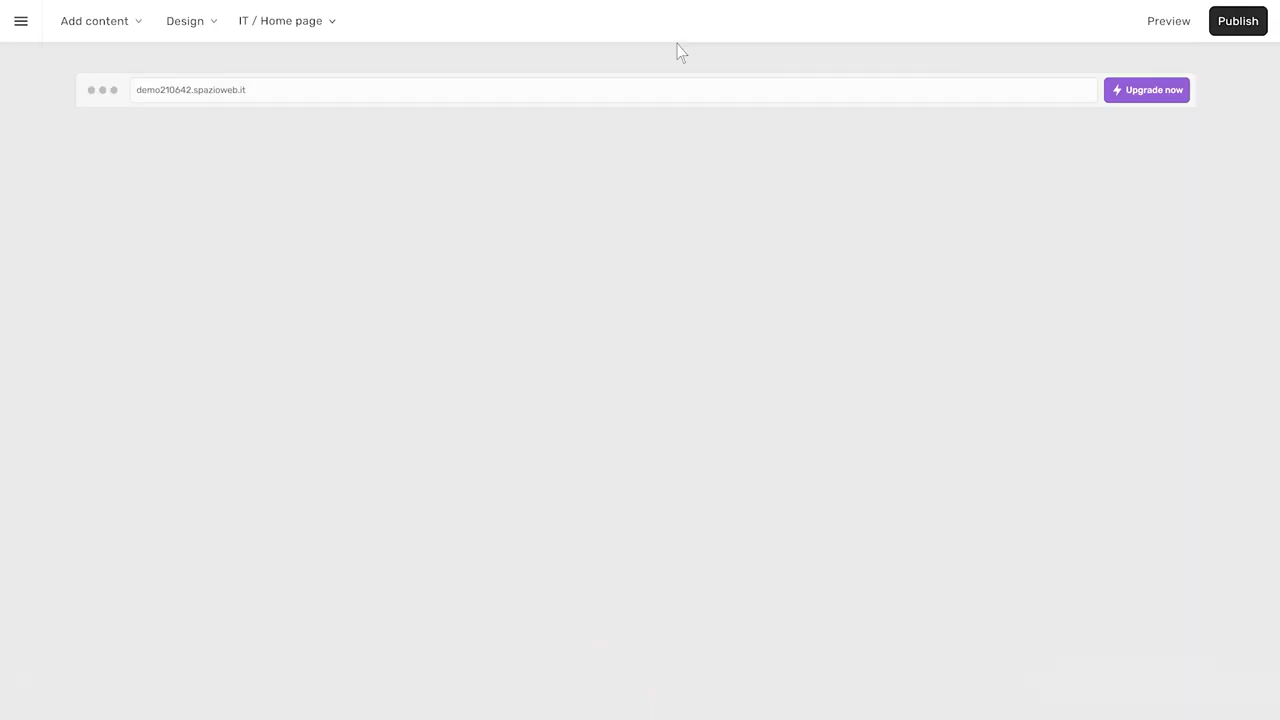 Add content
Design
IT / Home page
Preview
Publish
demo210642.spazioweb.it
Upgrade now